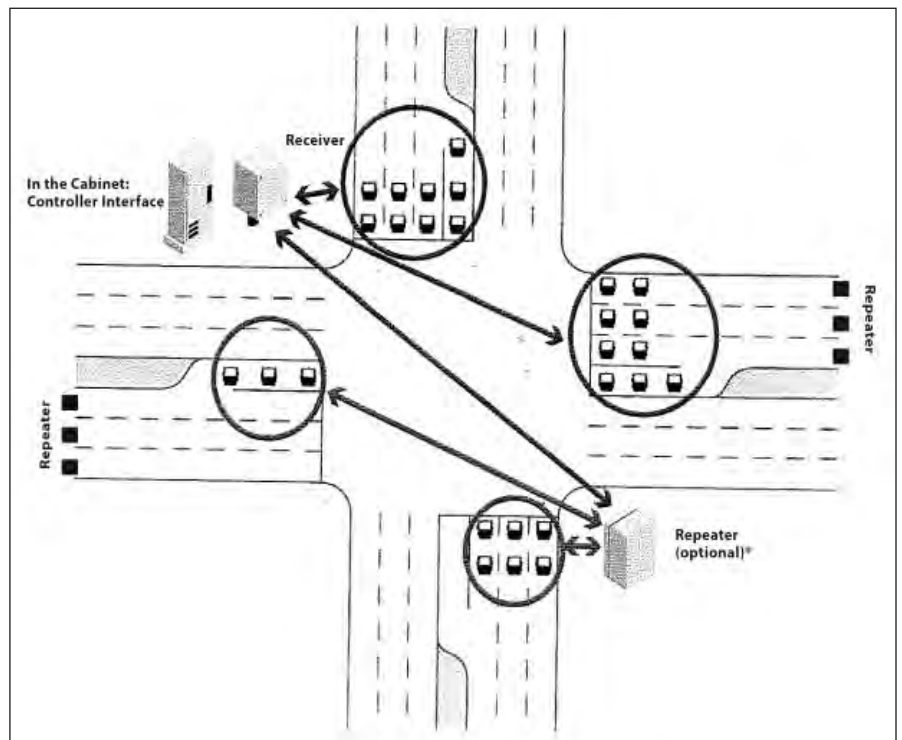 Receiver
In the Cabinet:
Controller Interface
Repeater
Repeater
Repeater
(optional)*